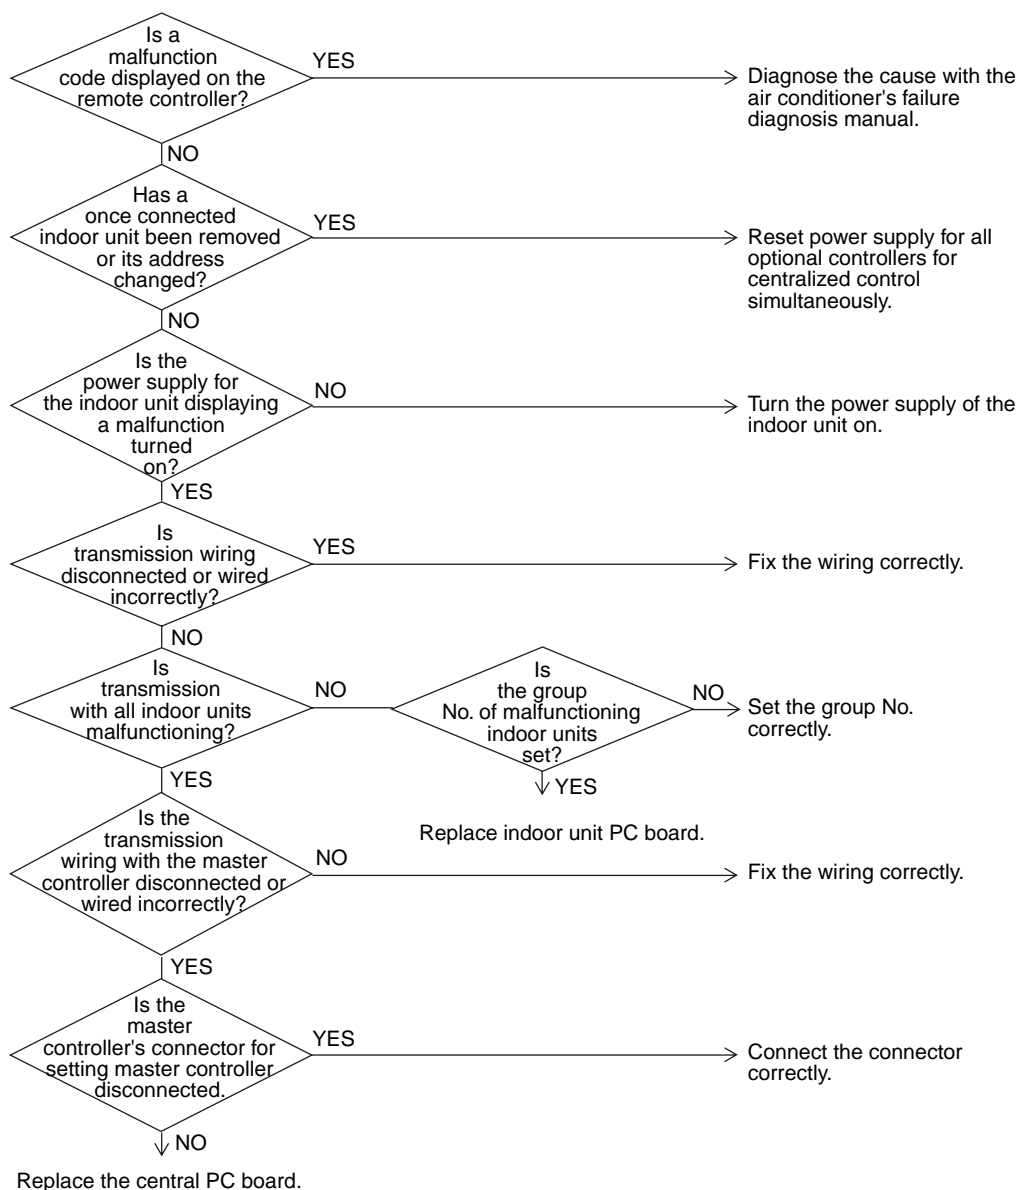 Is a
malfunction
code displayed on the
remote controller?
YES
Diagnose the cause with the
air conditioner's failure
diagnosis manual.
NO
Has a
once connected
indoor unit been removed
or its address
changed?
YES
Reset power supply for all
optional controllers for
centralized control
simultaneously.
NO
Is the
power supply for
the indoor unit displaying
a malfunction
turned
on?
NO
Turn the power supply of the
indoor unit on.
YES
Is
transmission wiring
disconnected or wired
incorrectly?
YES
Fix the wiring correctly.
NO
Is
transmission
with all indoor units
malfunctioning?
NO
Is
the group
No. of malfunctioning
indoor units
set?
NO
Set the group No.
correctly.
YES
Replace indoor unit PC board.
YES
Is the
transmission
wiring with the master
controller disconnected or
wired incorrectly?
NO
Fix the wiring correctly.
YES
Is the
master
controller's connector for
setting master controller
disconnected.
YES
Connect the connector
correctly.
NO
Replace the central PC board.